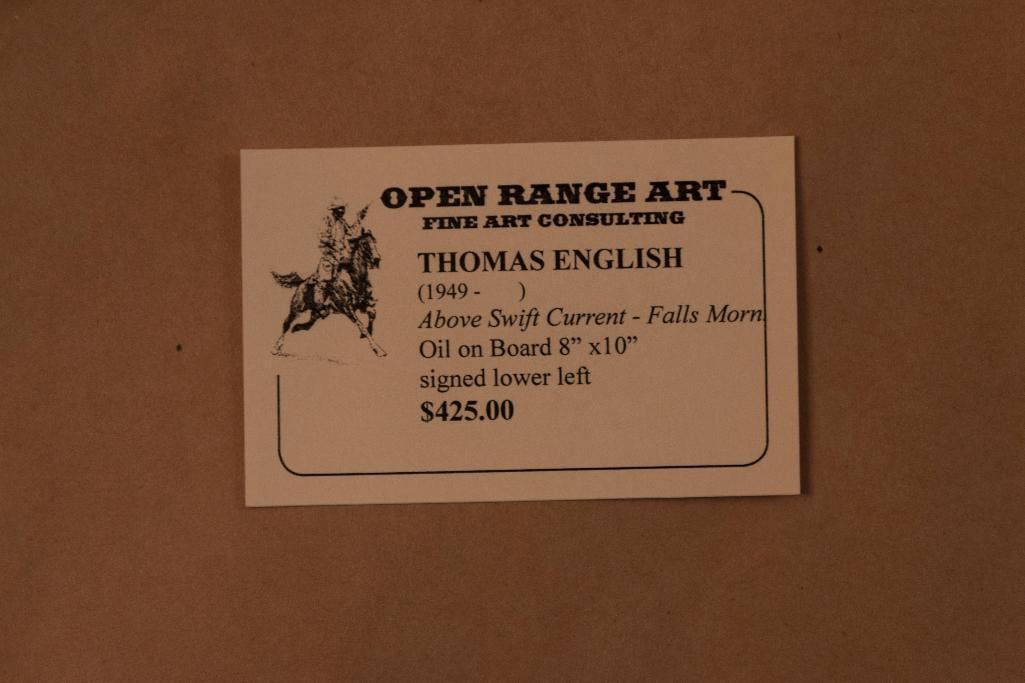 OPEN RANGE ART
FINE ART CONSULTING
THOMAS ENGLISH
(1949 - )
Above Swift Current - Falls Morn.
Oil on Board 8” x10”
signed lower left
$425.00